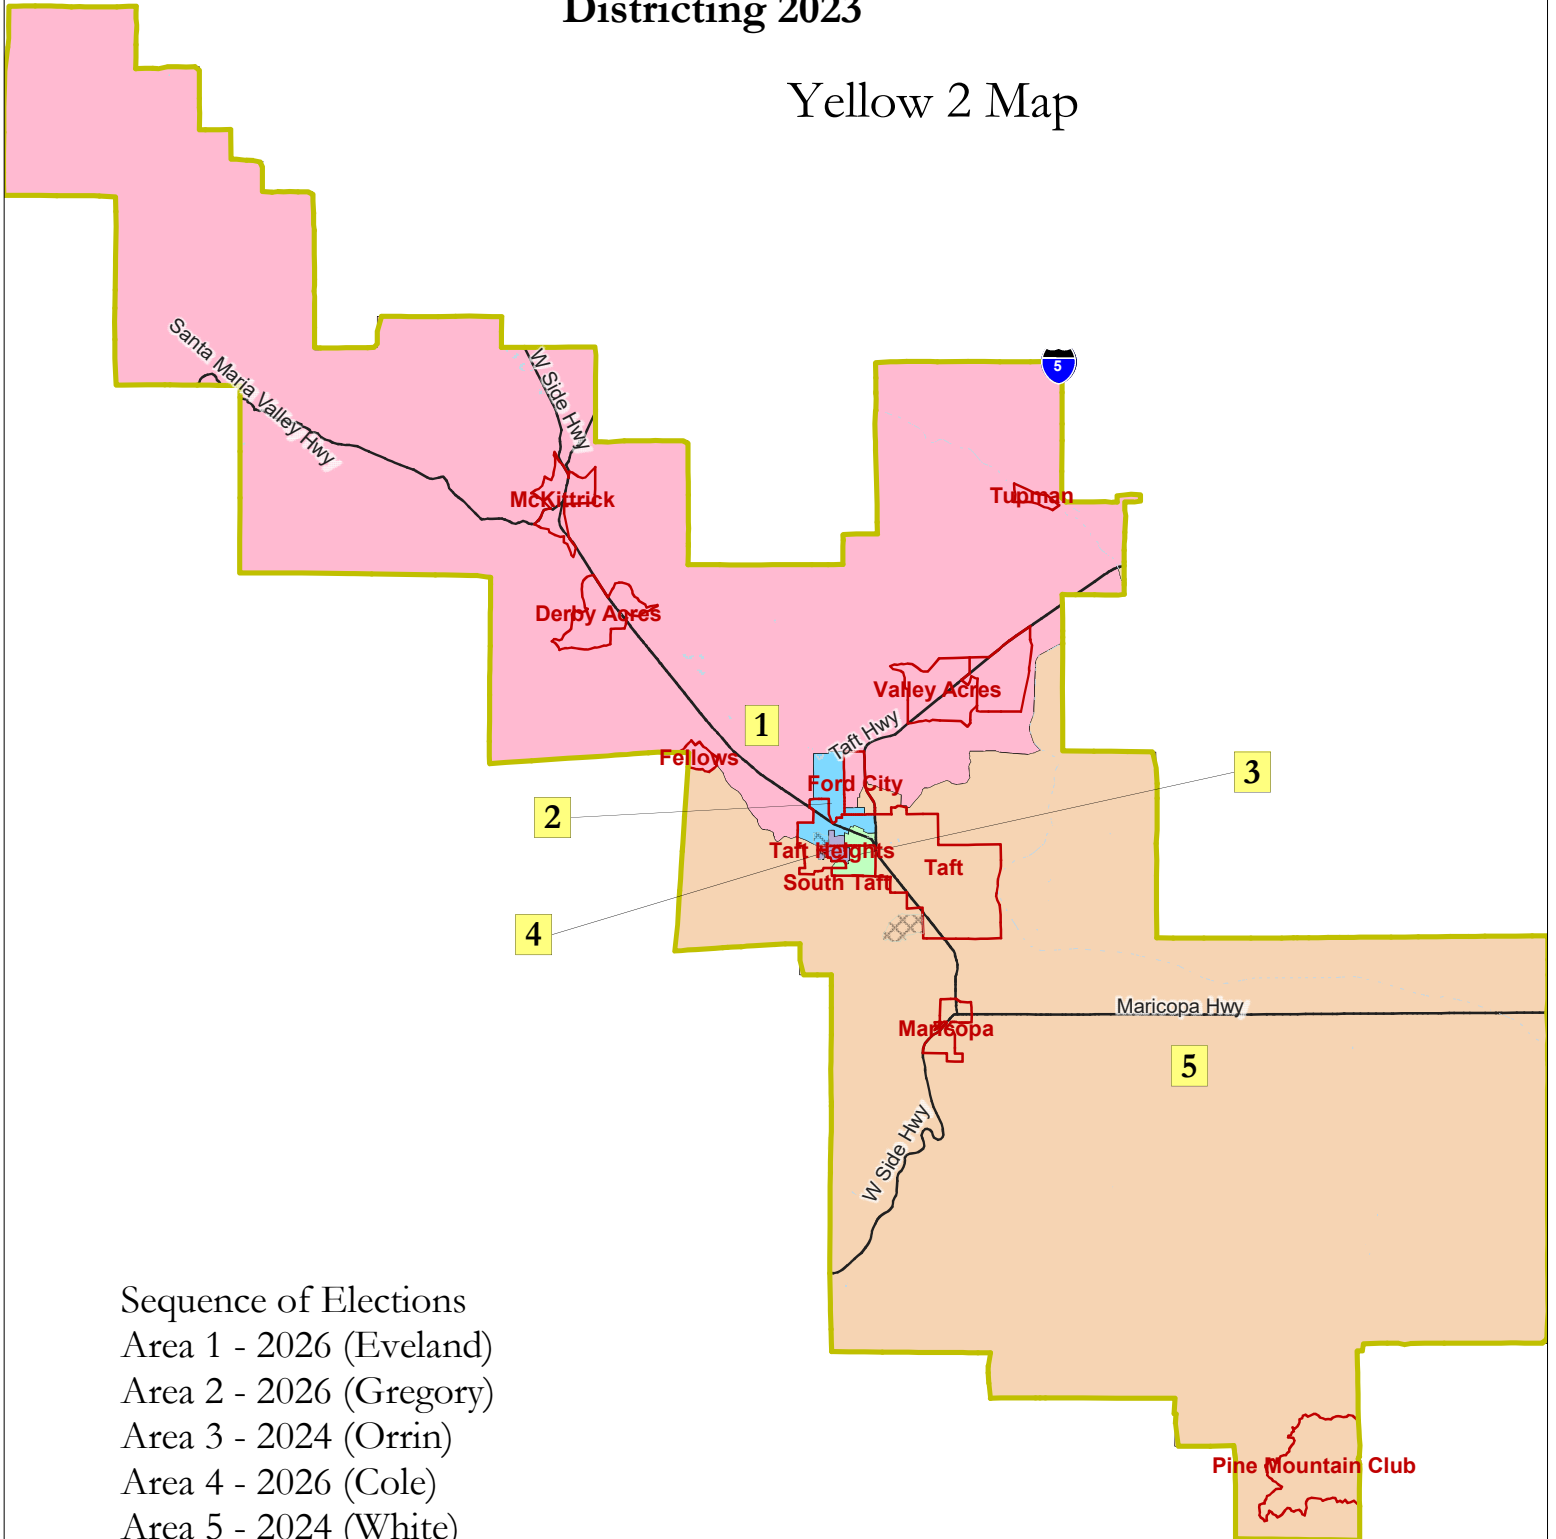 Districting 2023
Yellow 2 Map
Santa Maria Valley Hwy
W Side Hwy
5
McKittrick
Tupman
Derby Acres
Valley Acres
1
Taft Hwy
Fellows
3
Ford City
2
Taft Heights
Taft
South Taft
4
Maricopa Hwy
Maricopa
5
W Side Hwy
Sequence of Elections
Area 1 - 2026 (Eveland)
Area 2 - 2026 (Gregory)
Area 3 - 2024 (Orrin)
Area 4 - 2026 (Cole)
Area 5 - 2024 (White)
Pine Mountain Club